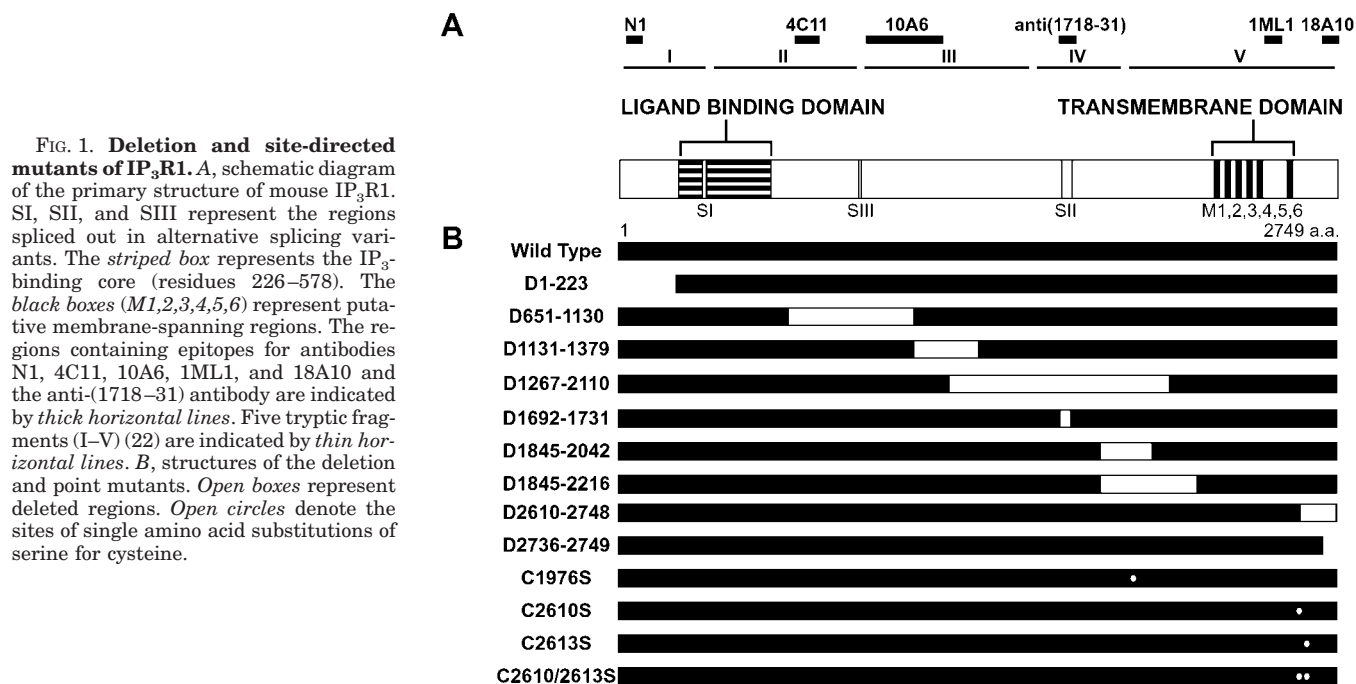 FIG. 1. Deletion and site-directed
mutants of IP₃R1. A, schematic diagram
of the primary structure of mouse IP₃R1.
SI, SII, and SIII represent the regions
spliced out in alternative splicing vari-
ants. The striped box represents the IP₃-
binding core (residues 226–578). The
black boxes (M1,2,3,4,5,6) represent puta-
tive membrane-spanning regions. The re-
gions containing epitopes for antibodies
N1, 4C11, 10A6, 1ML1, and 18A10 and
the anti-(1718–31) antibody are indicated
by thick horizontal lines. Five tryptic frag-
ments (I–V) (22) are indicated by thin hor-
izontal lines. B, structures of the deletion
and point mutants. Open boxes represent
deleted regions. Open circles denote the
sites of single amino acid substitutions of
serine for cysteine.
A
N1 4C11 10A6 anti(1718-31) 1ML1 18A10
I II III IV V
LIGAND BINDING DOMAIN TRANSMEMBRANE DOMAIN
SI SIII SII M1,2,3,4,5,6
B
1 2749 a.a.
Wild Type
D1-223
D651-1130
D1131-1379
D1267-2110
D1692-1731
D1845-2042
D1845-2216
D2610-2748
D2736-2749
C1976S
C2610S
C2613S
C2610/2613S